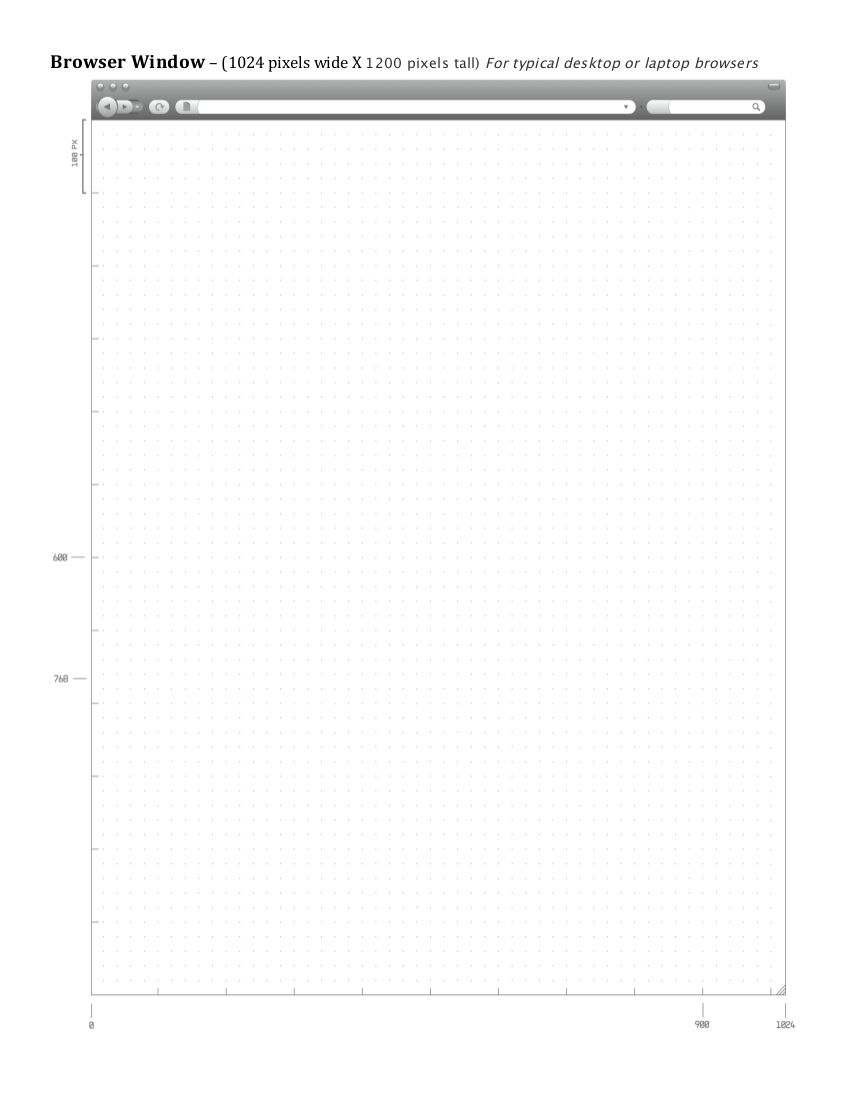 Browser Window – (1024 pixels wide X 1200 pixels tall) For typical desktop or laptop browsers
100 PX
600
760
0
900
1024